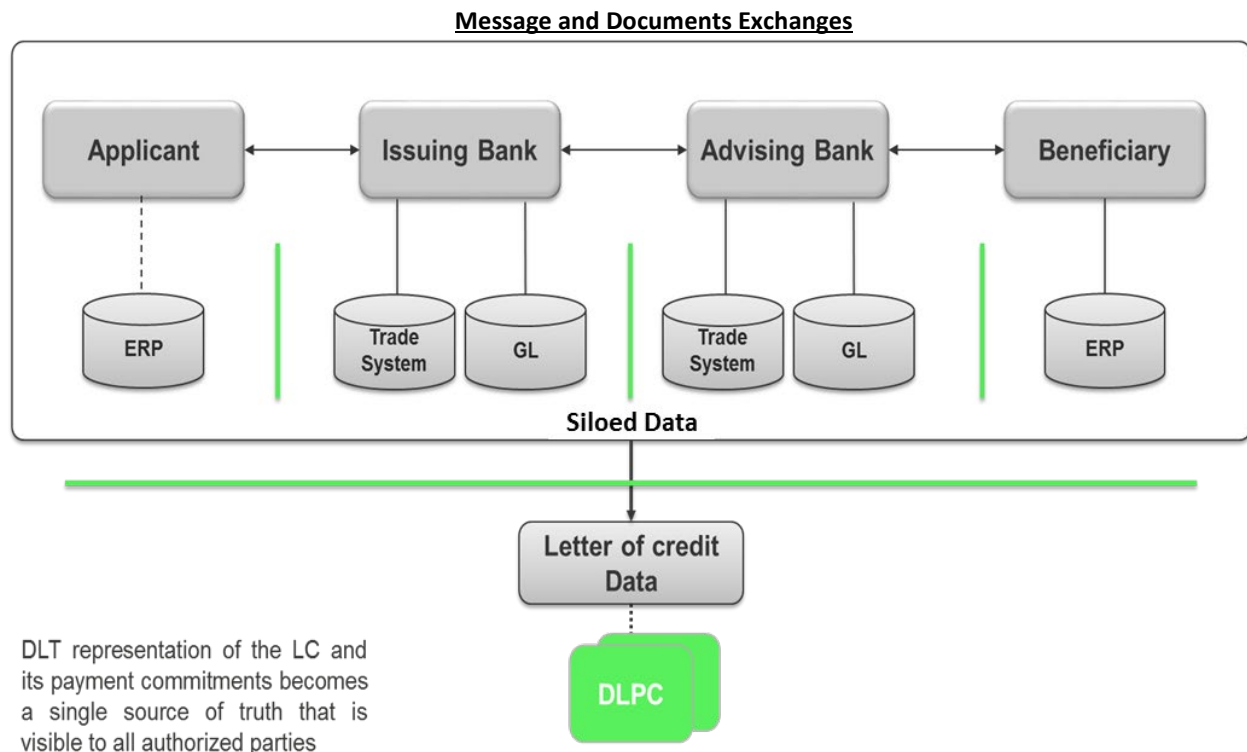 Message and Documents Exchanges
Applicant
Issuing Bank
Advising Bank
Beneficiary
ERP
Trade
System
GL
Trade
System
GL
ERP
Siloed Data
Letter of credit
Data
DLPC
DLT representation of the LC and
its payment commitments becomes
a single source of truth that is
visible to all authorized parties